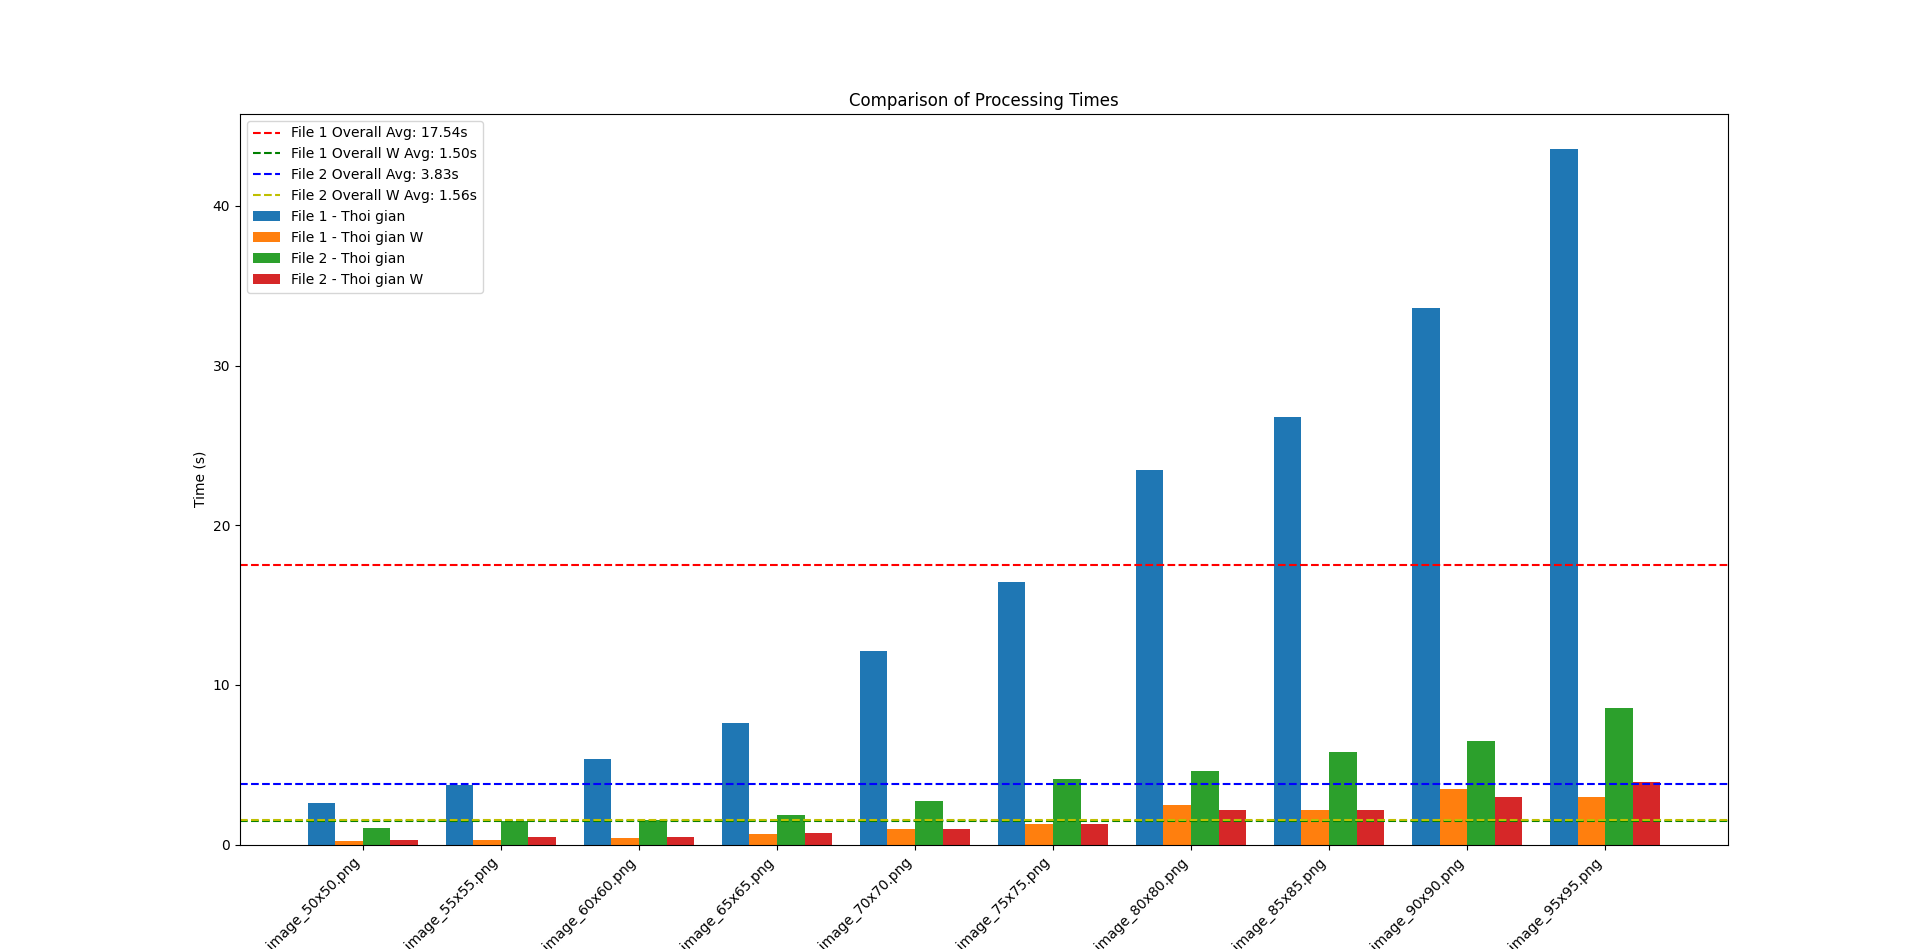 Comparison of Processing Times
File 1 Overall Avg: 17.54s
File 1 Overall W Avg: 1.50s
File 2 Overall Avg: 3.83s
File 2 Overall W Avg: 1.56s
File 1 - Thoi gian
File 1 - Thoi gian W
File 2 - Thoi gian
File 2 - Thoi gian W
Time (s)
40
30
20
10
0
image_50x50.png
image_55x55.png
image_60x60.png
image_65x65.png
image_70x70.png
image_75x75.png
image_80x80.png
image_85x85.png
image_90x90.png
image_95x95.png